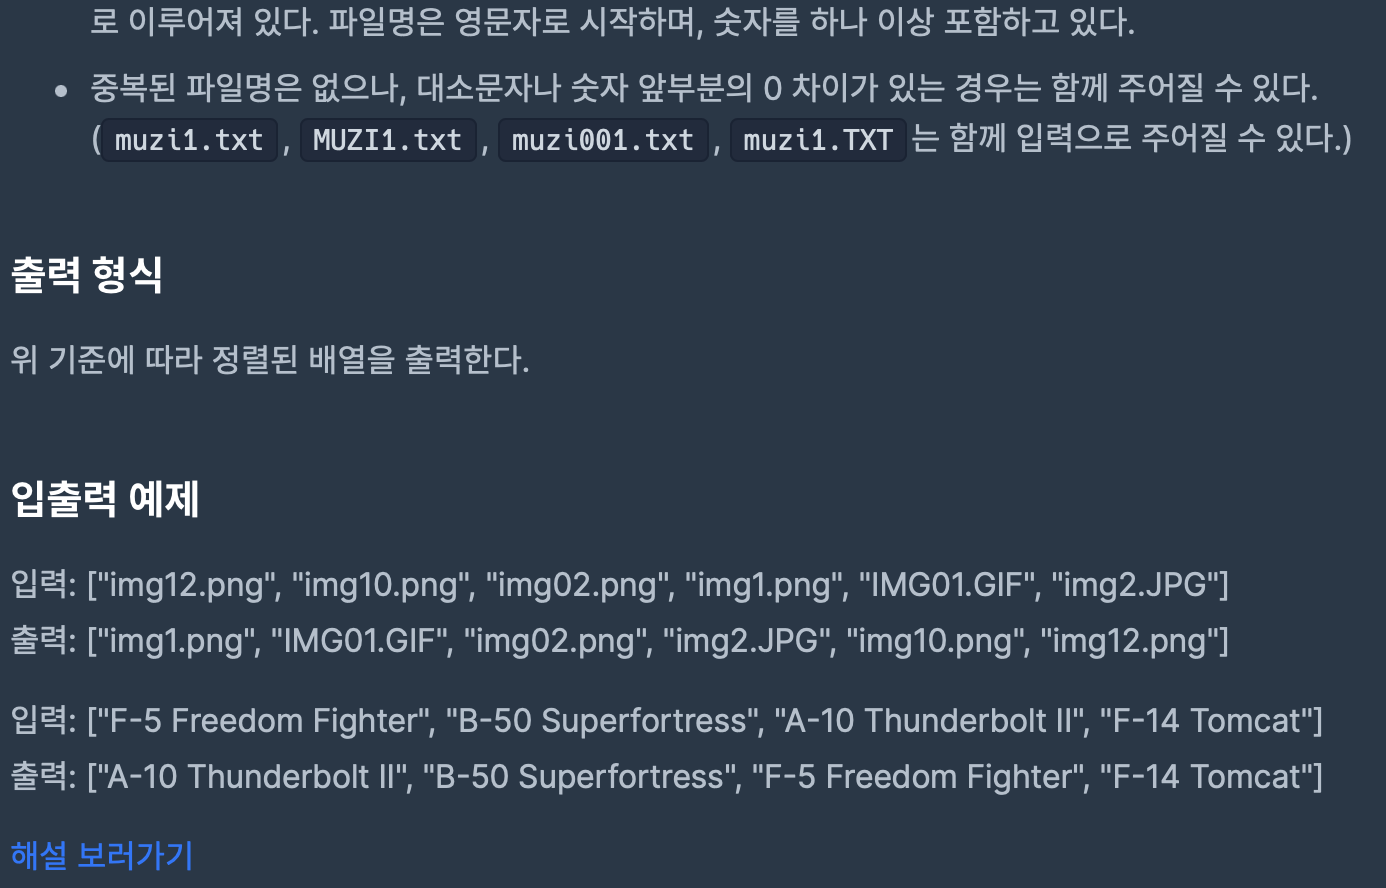 로 이루어져 있다. 파일명은 영문자로 시작하며, 숫자를 하나 이상 포함하고 있다.
• 중복된 파일명은 없으나, 대소문자나 숫자 앞부분의 0 차이가 있는 경우는 함께 주어질 수 있다.
(muzi1.txt, MUZI1.txt, muzi001.txt, muzi1.TXT는 함께 입력으로 주어질 수 있다.)
출력 형식
위 기준에 따라 정렬된 배열을 출력한다.
입출력 예제
입력: ["img12.png", "img10.png", "img02.png", "img1.png", "IMG01.GIF", "img2.JPG"]
출력: ["img1.png", "IMG01.GIF", "img02.png", "img2.JPG", "img10.png", "img12.png"]
입력: ["F-5 Freedom Fighter", "B-50 Superfortress", "A-10 Thunderbolt II", "F-14 Tomcat"]
출력: ["A-10 Thunderbolt II", "B-50 Superfortress", "F-5 Freedom Fighter", "F-14 Tomcat"]
해설 보러가기